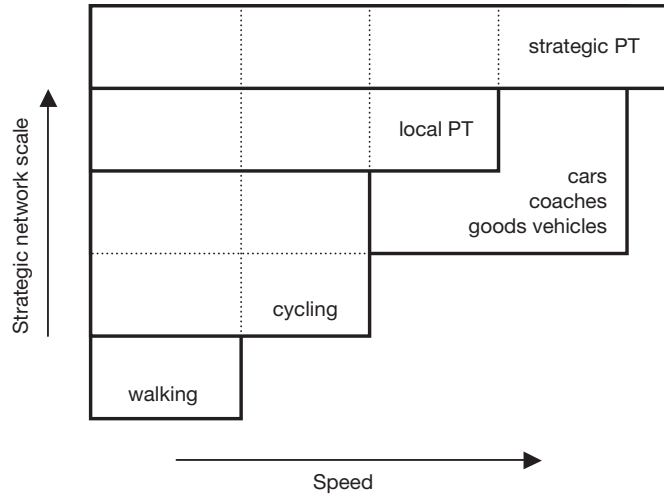 strategic PT
local PT
cars
coaches
goods vehicles
cycling
walking
Strategic network scale
Speed